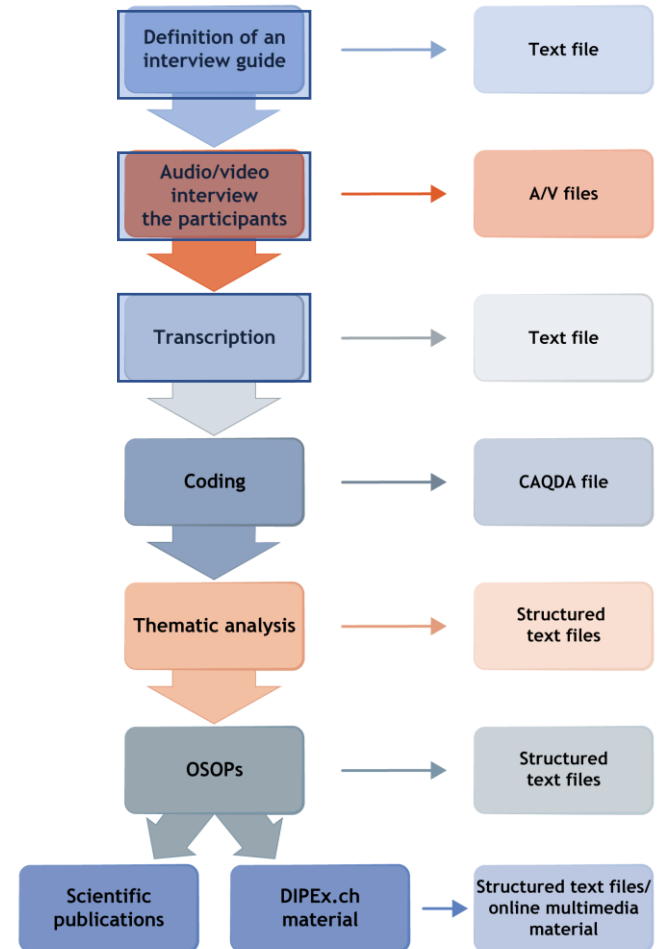 Definition of an
interview guide
Text file
Audio/video
interview
the participants
A/V files
Transcription
Text file
Coding
CAQDA file
Thematic analysis
Structured
text files
OSOPs
Structured
text files
Scientific
publications
DIPEx.ch
material
Structured text files/
online multimedia
material